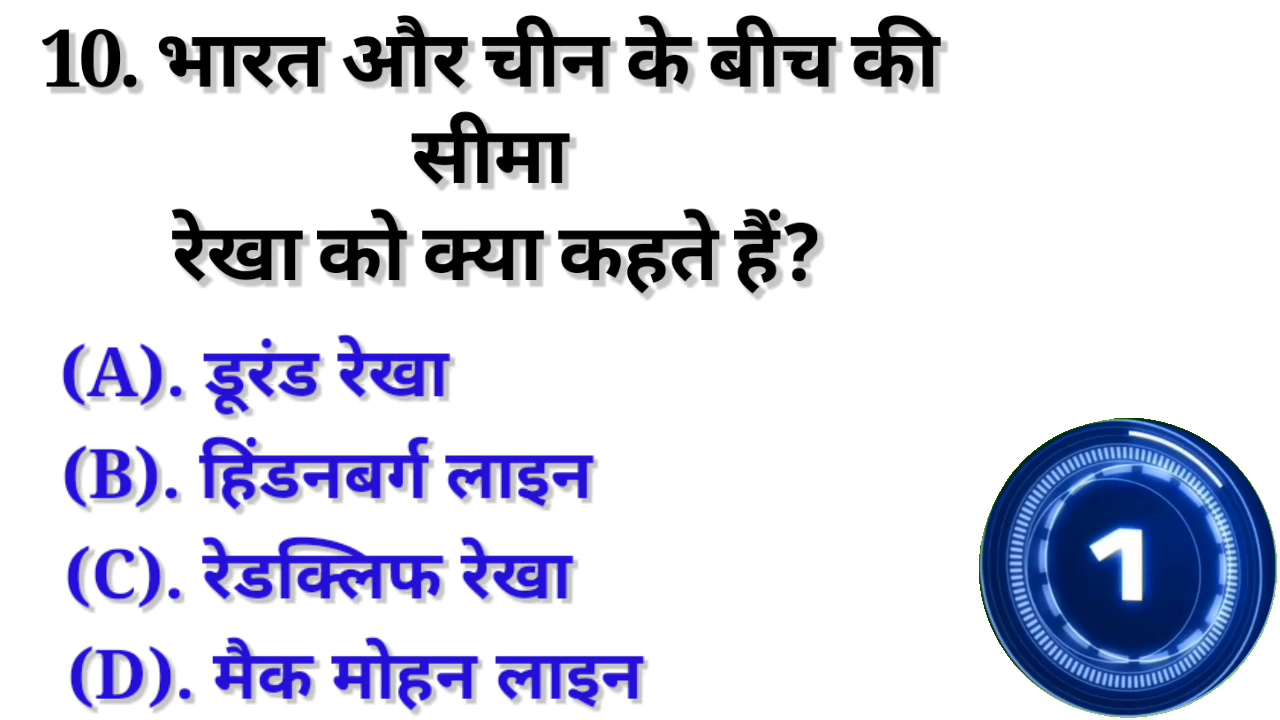 10. भारत और चीन के बीच की
सीमा
रेखा को क्या कहते हैं?
(A). डूरंड रेखा
(B). हिंडनबर्ग लाइन
(C). रेडक्लिफ रेखा
(D). मैक मोहन लाइन
1